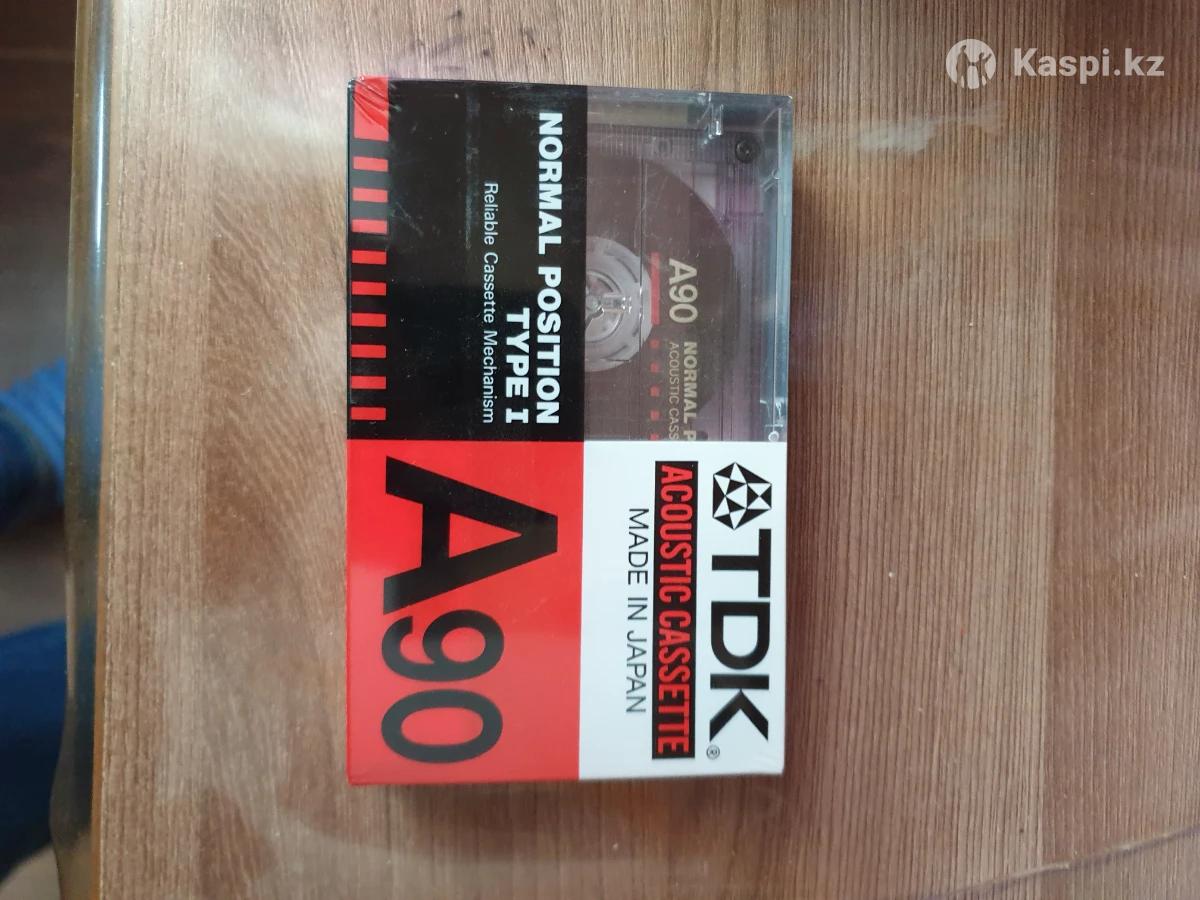 Kaspi.kz
A90 NORMAL P
ACOUSTIC CASS
TDK®
ACOUSTIC CASSETTE
MADE IN JAPAN
NORMAL POSITION
TYPE I
Reliable Cassette Mechanism
A90